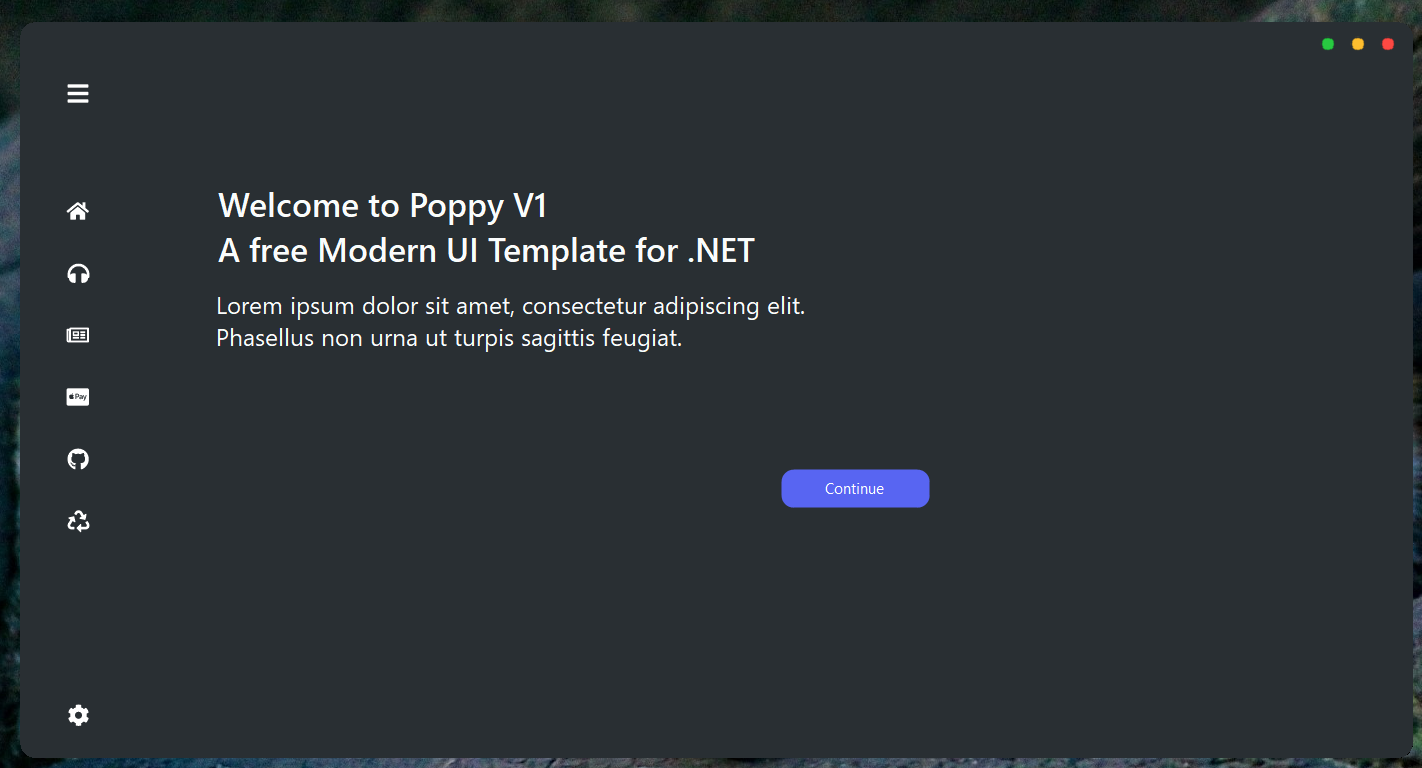 Welcome to Poppy V1
A free Modern UI Template for .NET
Lorem ipsum dolor sit amet, consectetur adipiscing elit.
Phasellus non urna ut turpis sagittis feugiat.
Pay
Continue